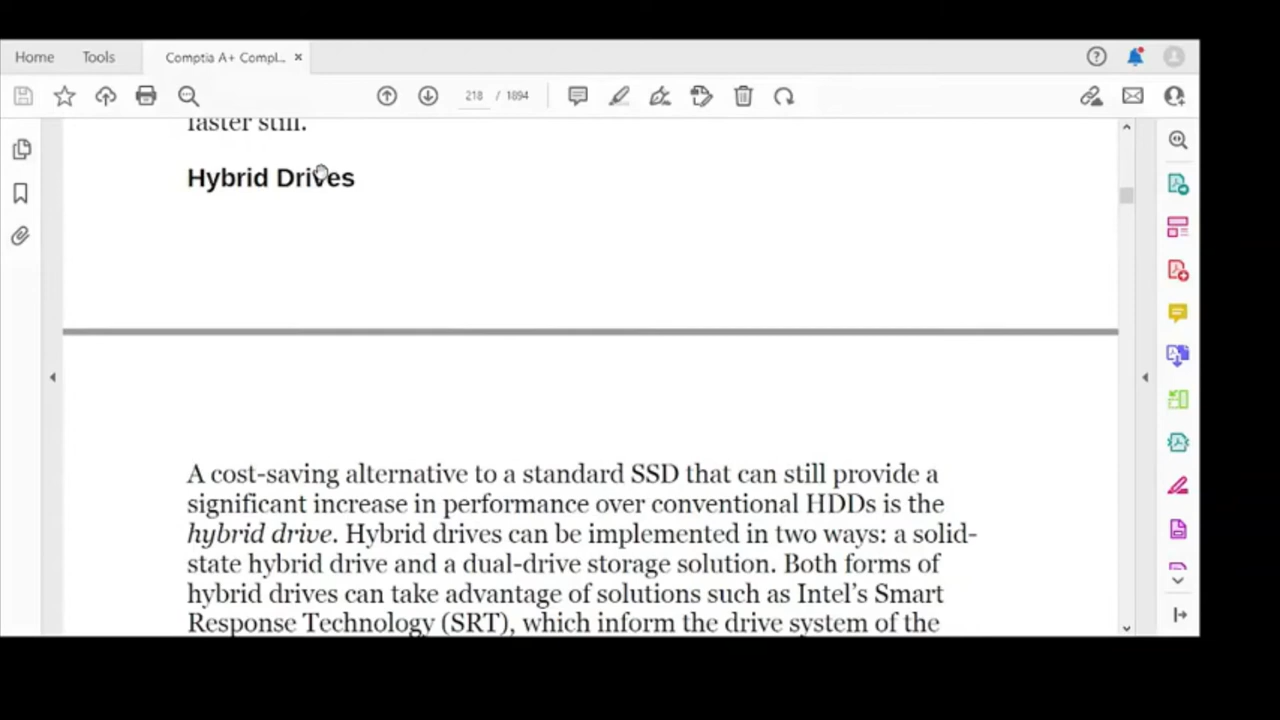 Home Tools Comptia A+ Compl...
218 / 1894
faster still.
Hybrid Drives
A cost-saving alternative to a standard SSD that can still provide a
significant increase in performance over conventional HDDs is the
hybrid drive. Hybrid drives can be implemented in two ways: a solid-
state hybrid drive and a dual-drive storage solution. Both forms of
hybrid drives can take advantage of solutions such as Intel’s Smart
Response Technology (SRT), which inform the drive system of the